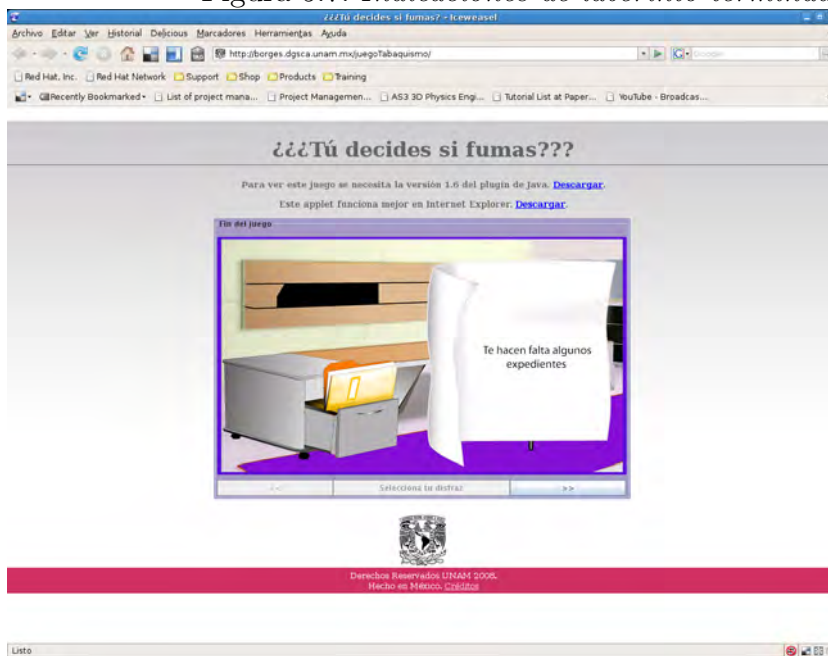 ¿¿¿Tú decides si fumas? - Iceweasel
Archivo Editar Ver Historial Delicious Marcadores Herramientas Ayuda
http://borges.dgsca.unam.mx/juegoTabaquismo/
Red Hat, Inc. Red Hat Network Support Shop Products Training
Recently Bookmarked List of project mana... Project Managemen... AS3 3D Physics Engi... Tutorial List at Paper... YouTube - Broadcas...
¿¿¿Tú decides si fumas???
Para ver este juego se necesita la versión 1.6 del plugin de Java. Descargar.
Este applet funciona mejor en Internet Explorer. Descargar.
Fin del juego
Te hacen falta algunos
expedientes
<< Selecciona tu disfraz >>
Derechos Reservados UNAM 2008.
Hecho en México. Créditos
Listo